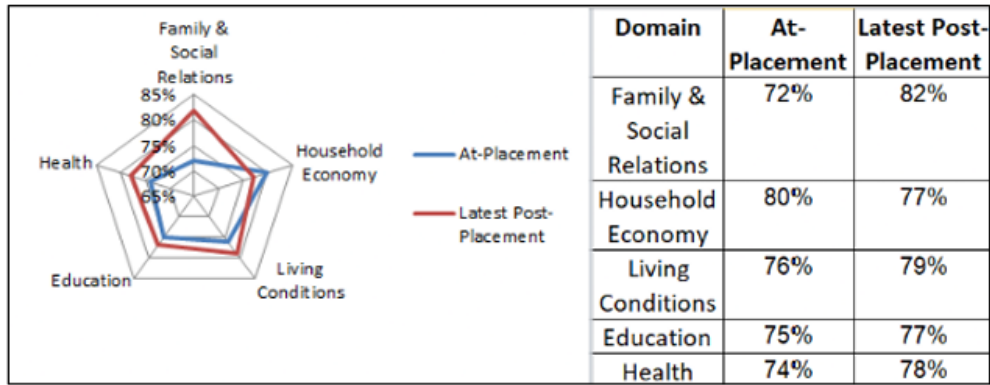 Family &
Social
Relations
85%
80%
75%
70%
65%
Household
Economy
Living
Conditions
Education
Health
At-Placement
Latest Post-
Placement
Domain At-
Placement Latest Post-
Placement
Family &
Social
Relations 72% 82%
Household
Economy 80% 77%
Living
Conditions 76% 79%
Education 75% 77%
Health 74% 78%